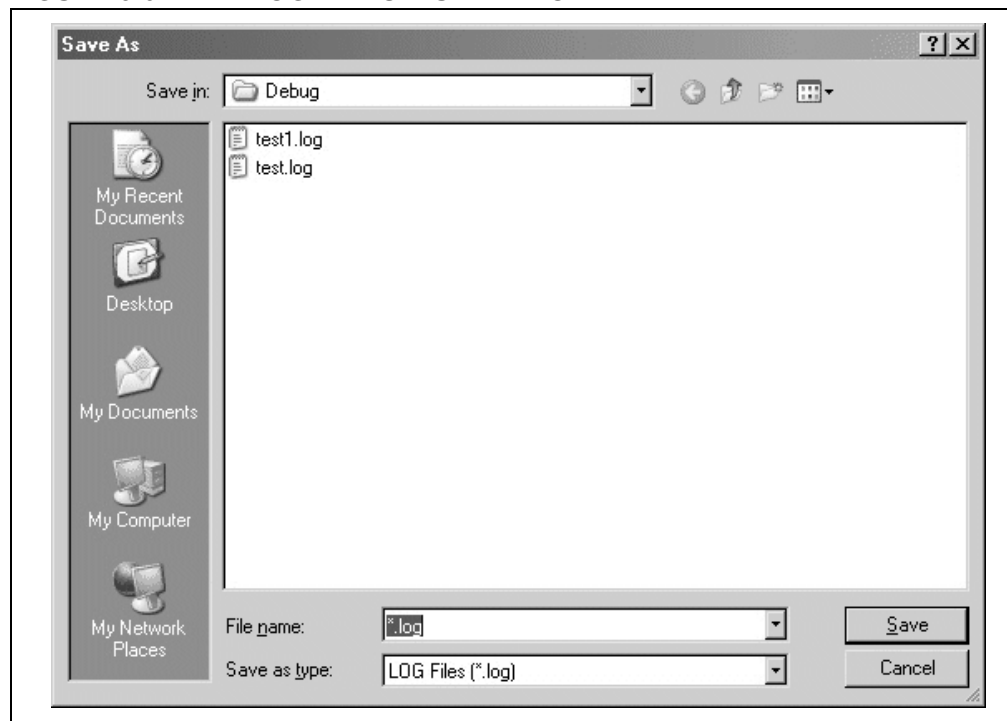 Save As
Save in: Debug
test1.log
test.log
My Recent
Documents
Desktop
My Documents
My Computer
My Network
Places
File name: *.log Save
Save as type: LOG Files (*.log) Cancel